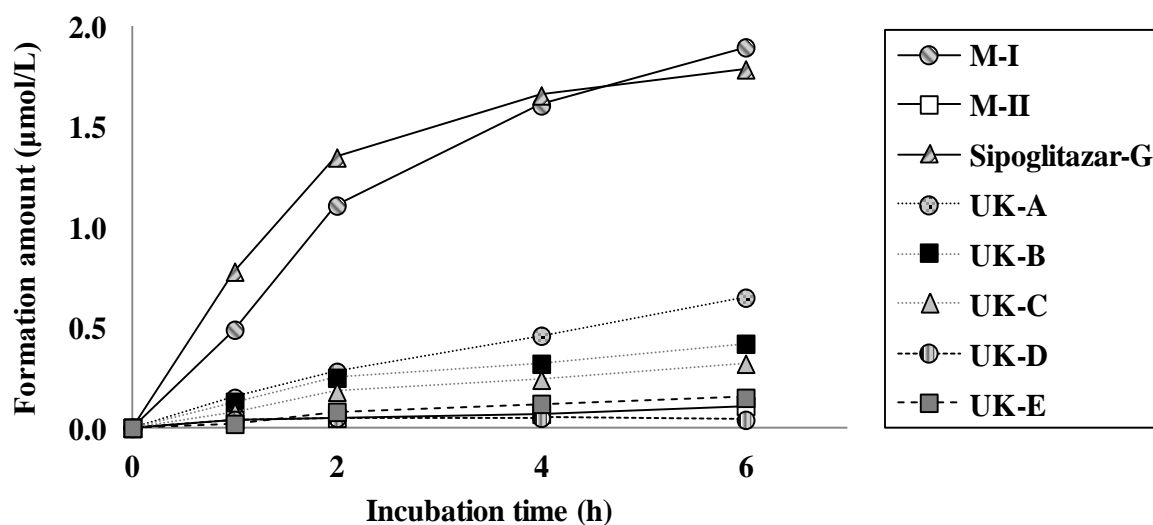 Formation amount (µmol/L)
2.0
1.5
1.0
0.5
0.0
0
2
4
6
Incubation time (h)
M-I
M-II
Sipoglitazar-G
UK-A
UK-B
UK-C
UK-D
UK-E